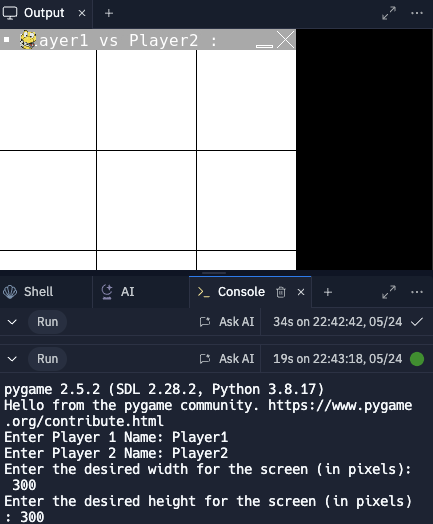 Output
ayer1 vs Player2 :
Shell
AI
Console
Run
Ask AI
34s on 22:42:42, 05/24
Run
Ask AI
19s on 22:43:18, 05/24
pygame 2.5.2 (SDL 2.28.2, Python 3.8.17)
Hello from the pygame community. https://www.pygame
.org/contribute.html
Enter Player 1 Name: Player1
Enter Player 2 Name: Player2
Enter the desired width for the screen (in pixels):
300
Enter the desired height for the screen (in pixels)
: 300